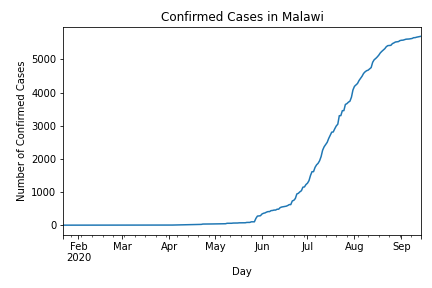 Confirmed Cases in Malawi
Number of Confirmed Cases
5000
4000
3000
2000
1000
0
Feb Mar Apr May Jun Jul Aug Sep
2020
Day